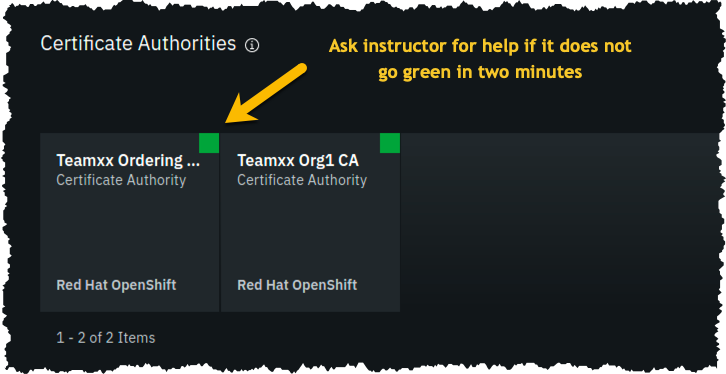 Certificate Authorities
Ask instructor for help if it does not
go green in two minutes
Teamxx Ordering ...
Certificate Authority
Red Hat OpenShift
Teamxx Org1 CA
Certificate Authority
Red Hat OpenShift
1 - 2 of 2 Items